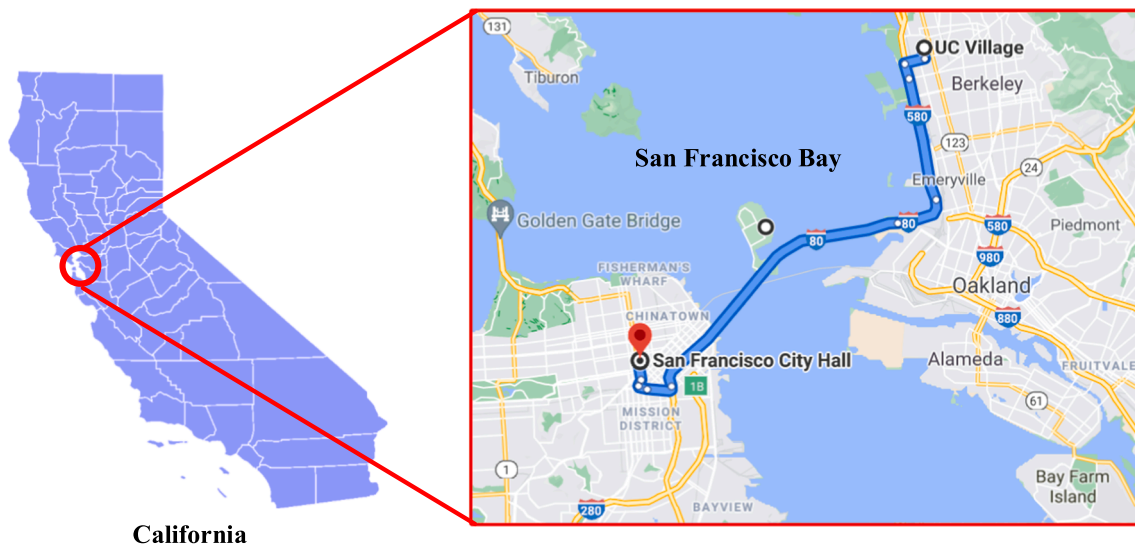 131
UC Village
Tiburon
Berkeley
580
San Francisco Bay
123
24
Emeryville
Golden Gate Bridge
80
580
Piedmont
80
980
FISHERMAN'S
WHARF
Oakland
CHINATOWN
880
San Francisco City Hall
Alameda
FRUITVALE
1B
MISSION
DISTRICT
61
1
Bay Farm
Island
280
BAYVIEW
California